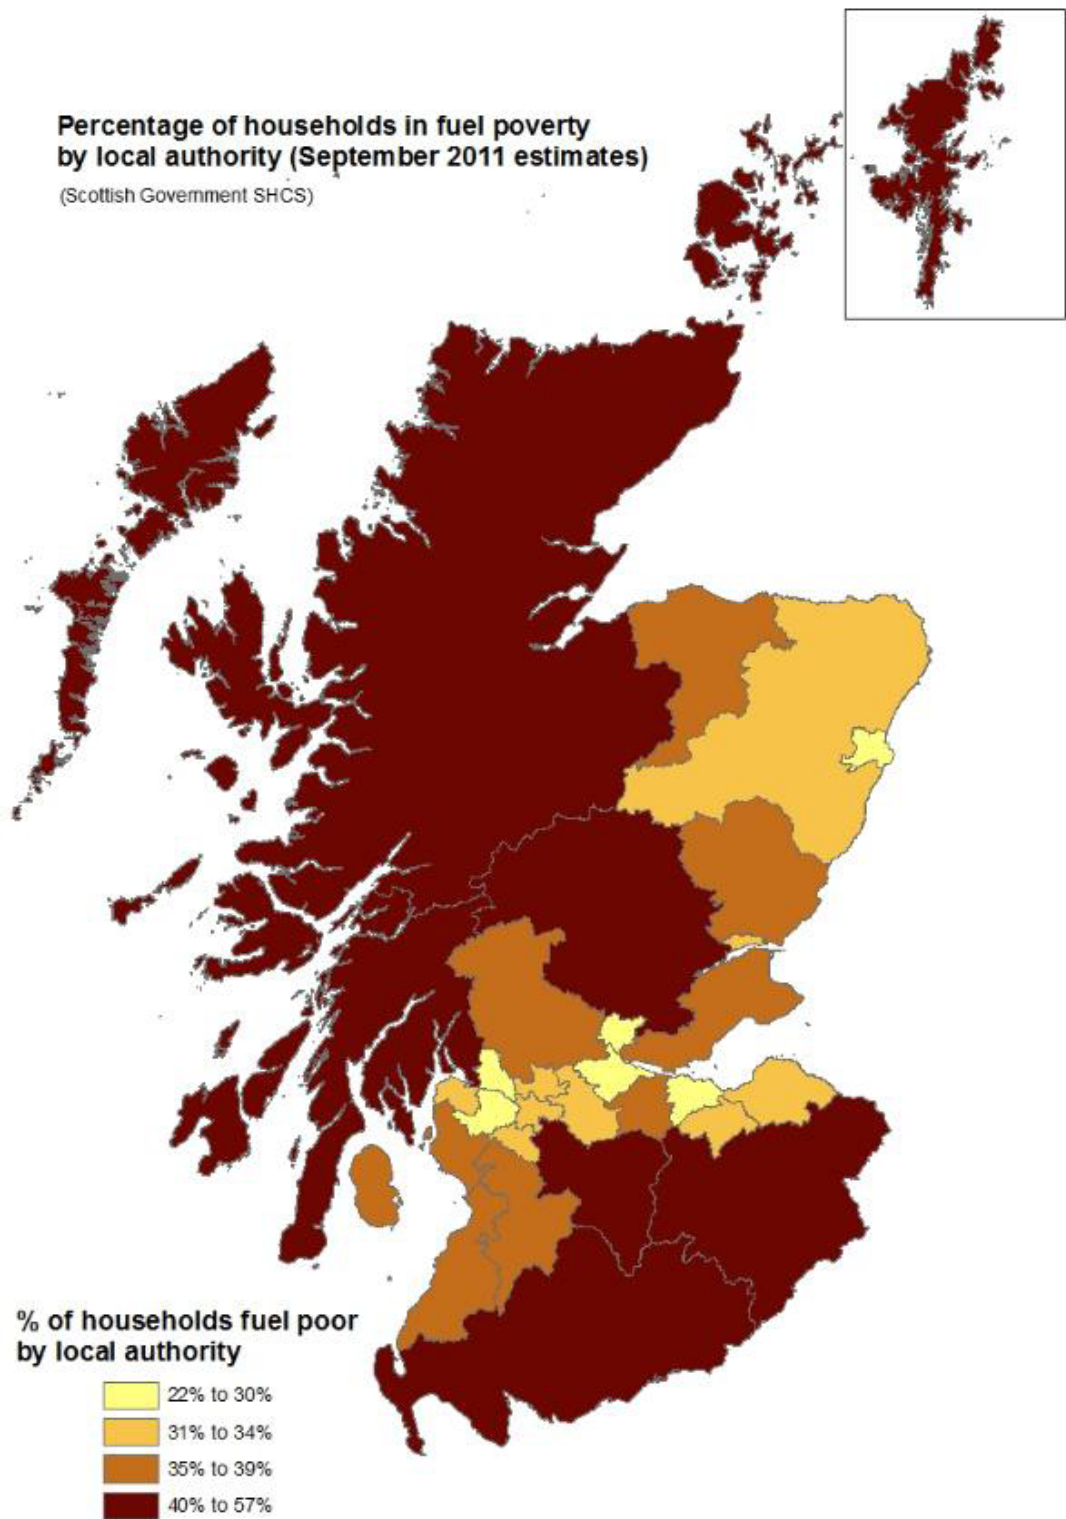 Percentage of households in fuel poverty
by local authority (September 2011 estimates)
(Scottish Government SHCS)
% of households fuel poor
by local authority
22% to 30%
31% to 34%
35% to 39%
40% to 57%